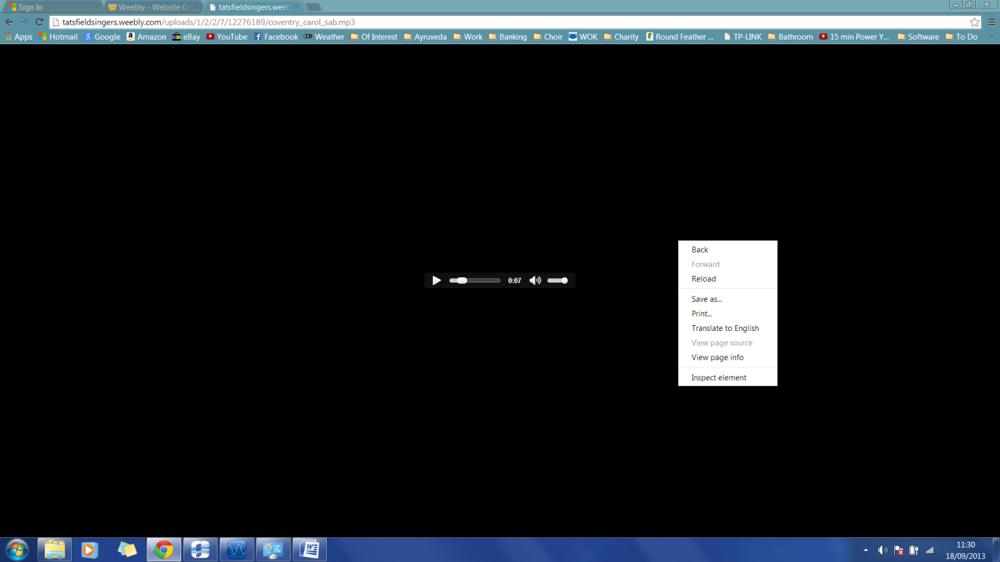 Sign In
Weebly - Website C
tatsfieldsingers.weeb
tatsfieldsingers.weebly.com/uploads/1/2/2/7/12276189/coventry_carol_sab.mp3
Apps Hotmail Google Amazon eBay YouTube Facebook Weather Of Interest Ayruveda Work Banking Choir WOK Charity Round Feather ... TP-LINK Bathroom 15 min Power Y... Software To Do »
Back
Forward
Reload
0:07
Save as...
Print...
Translate to English
View page source
View page info
Inspect element
11:30
18/09/2013